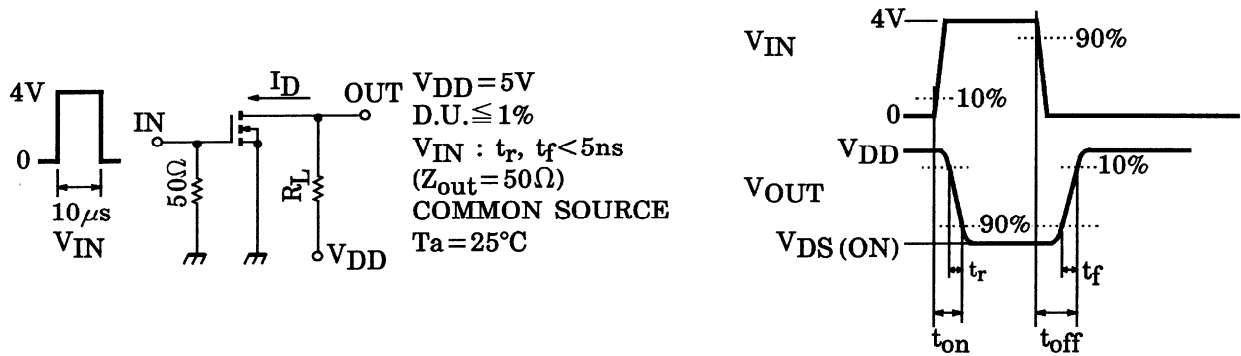 4V
0
10μs
VIN
IN
50Ω
ID
OUT
RL
VDD
VDD=5V
D.U.≦1%
VIN : tr, tf<5ns
(Zout=50Ω)
COMMON SOURCE
Ta=25°C
VIN
4V
90%
10%
0
VDD
10%
VOUT
90%
VDS (ON)
tr
tf
ton
toff